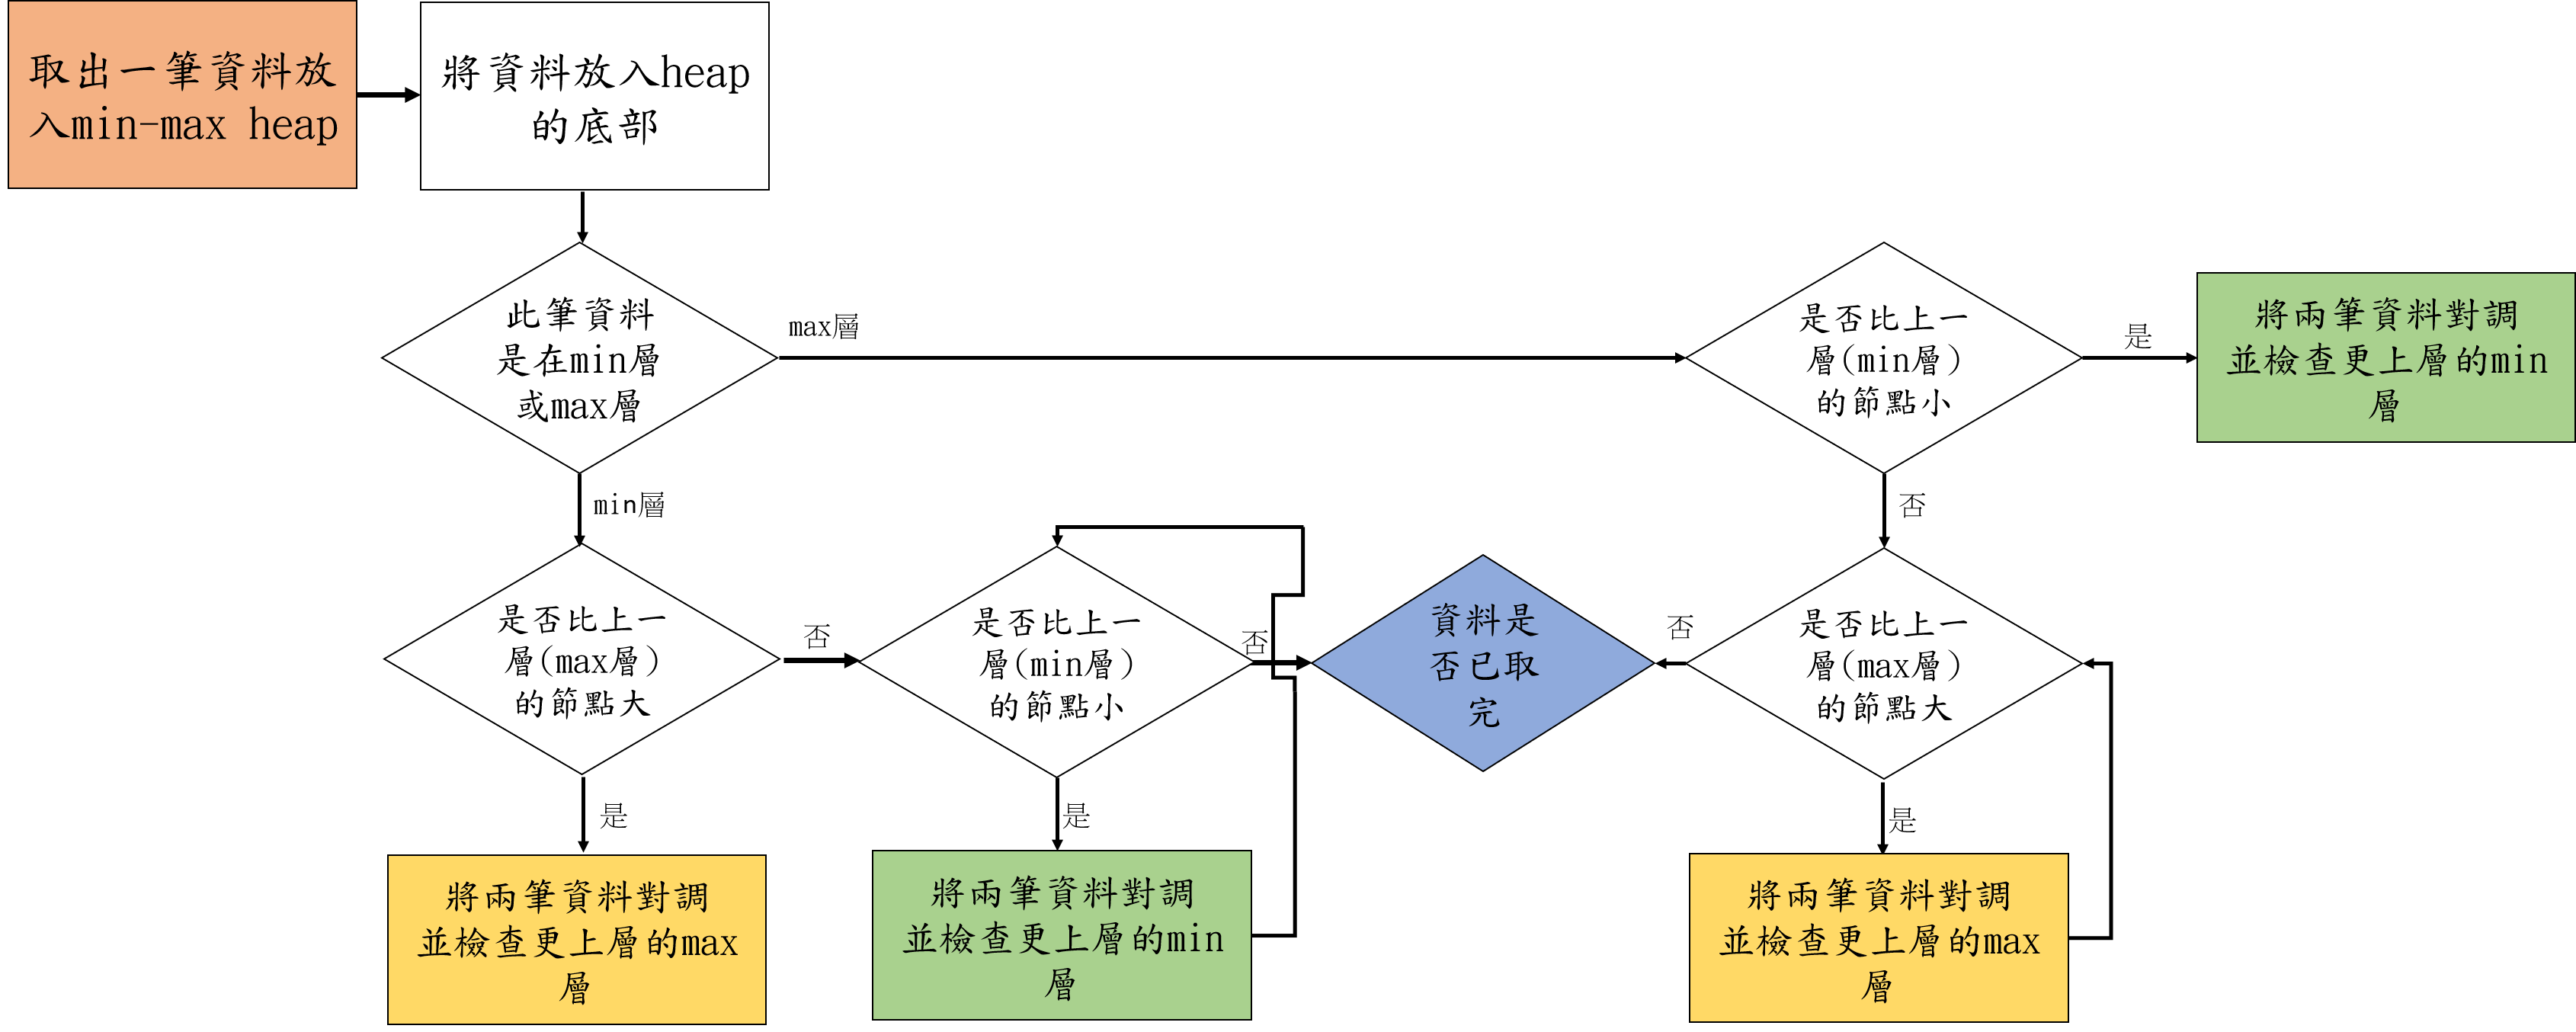 取出一筆資料放
入min-max heap
將資料放入heap
的底部
此筆資料
是在min層
或max層
max層
是否比上一
層(min層)
的節點小
是
將兩筆資料對調
並檢查更上層的min
層
min層
否
是否比上一
層(max層)
的節點大
否
是否比上一
層(min層)
的節點小
否
資料是
否已取
完
否
是否比上一
層(max層)
的節點大
是
是
是
將兩筆資料對調
並檢查更上層的max
層
將兩筆資料對調
並檢查更上層的min
層
將兩筆資料對調
並檢查更上層的max
層